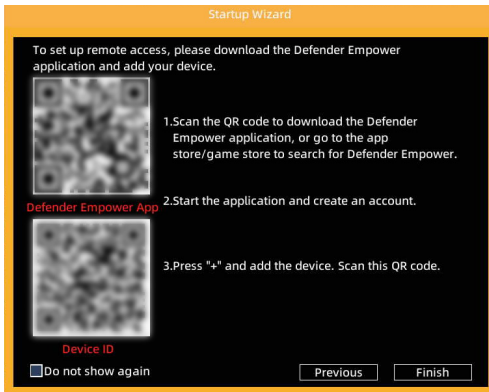 Startup Wizard
To set up remote access, please download the Defender Empower
application and add your device.
1.Scan the QR code to download the Defender
Empower application, or go to the app
store/game store to search for Defender Empower.
Defender Empower App
2.Start the application and create an account.
3.Press "+" and add the device. Scan this QR code.
Device ID
Do not show again
Previous
Finish